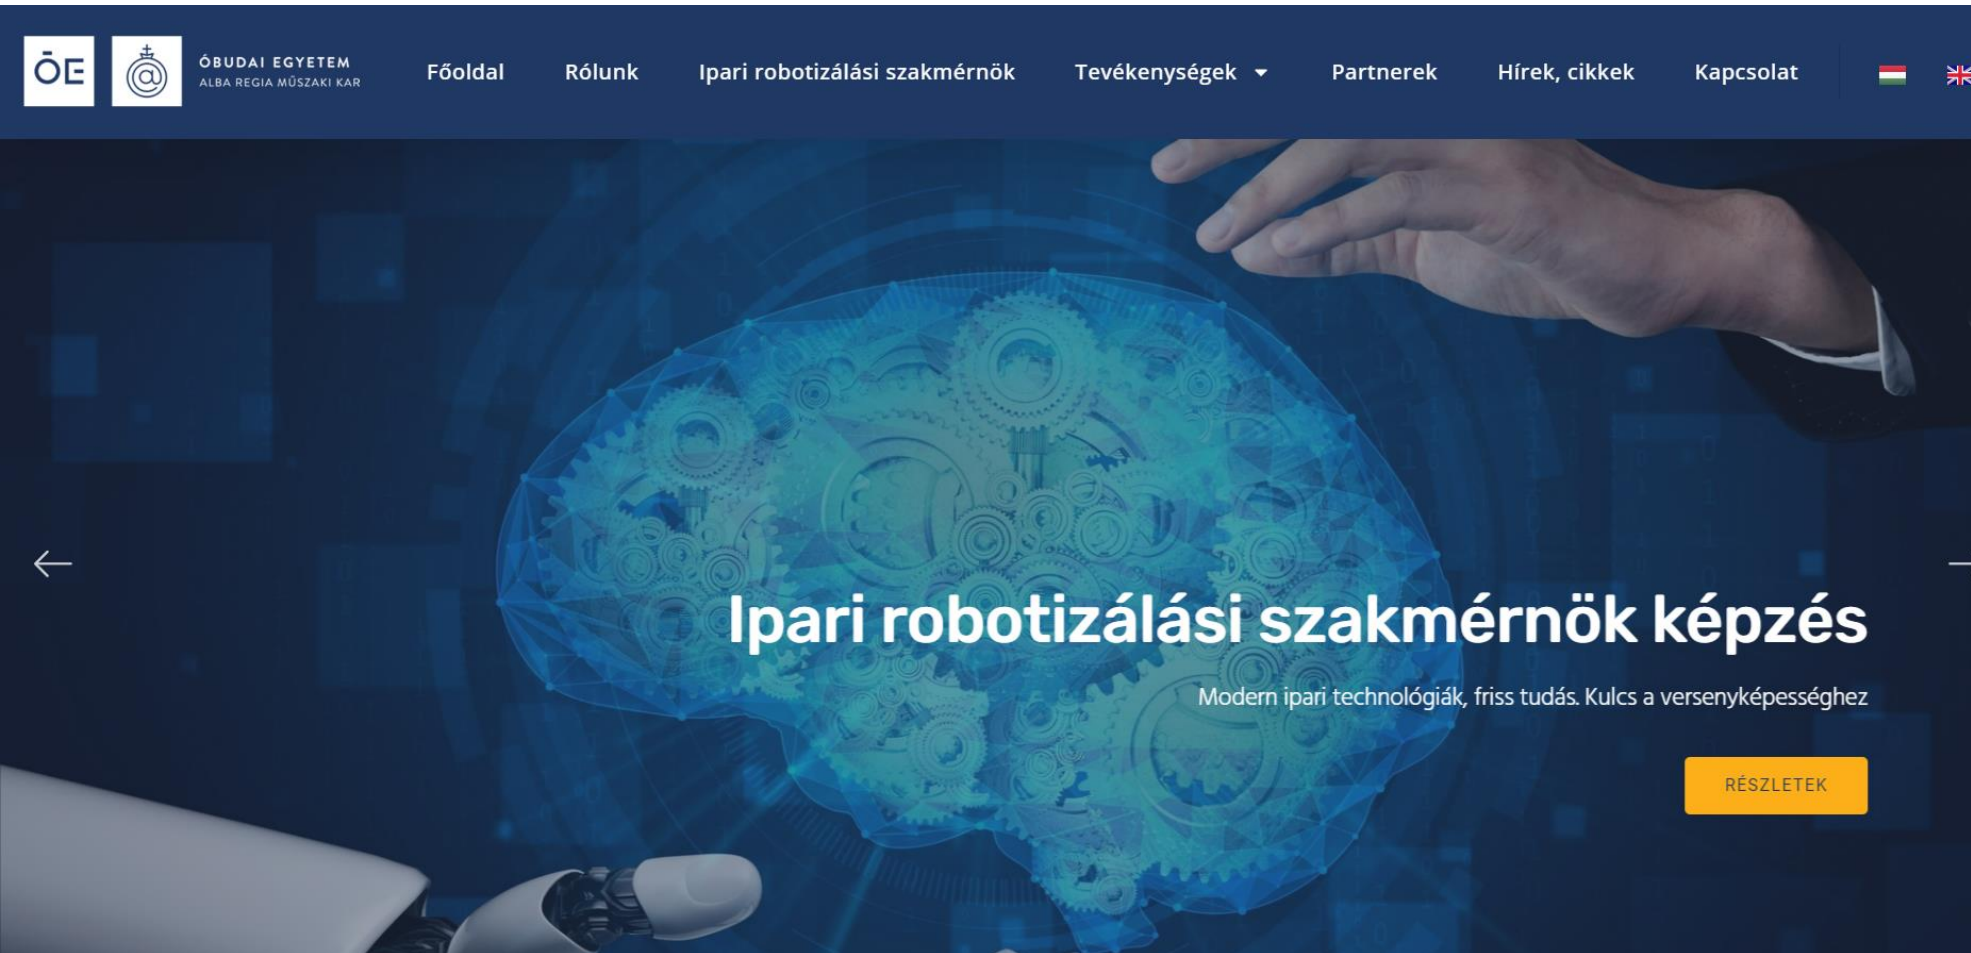 ŌE
ÓBUDAI EGYETEM
ALBA REGIA MŰSZAKI KAR
Főoldal
Rólunk
Ipari robotizálási szakmérnök
Tevékenységek
Partnerek
Hírek, cikkek
Kapcsolat
Ipari robotizálási szakmérnök képzés
Modern ipari technológiák, friss tudás. Kulcs a versenyképességhez
RÉSZLETEK